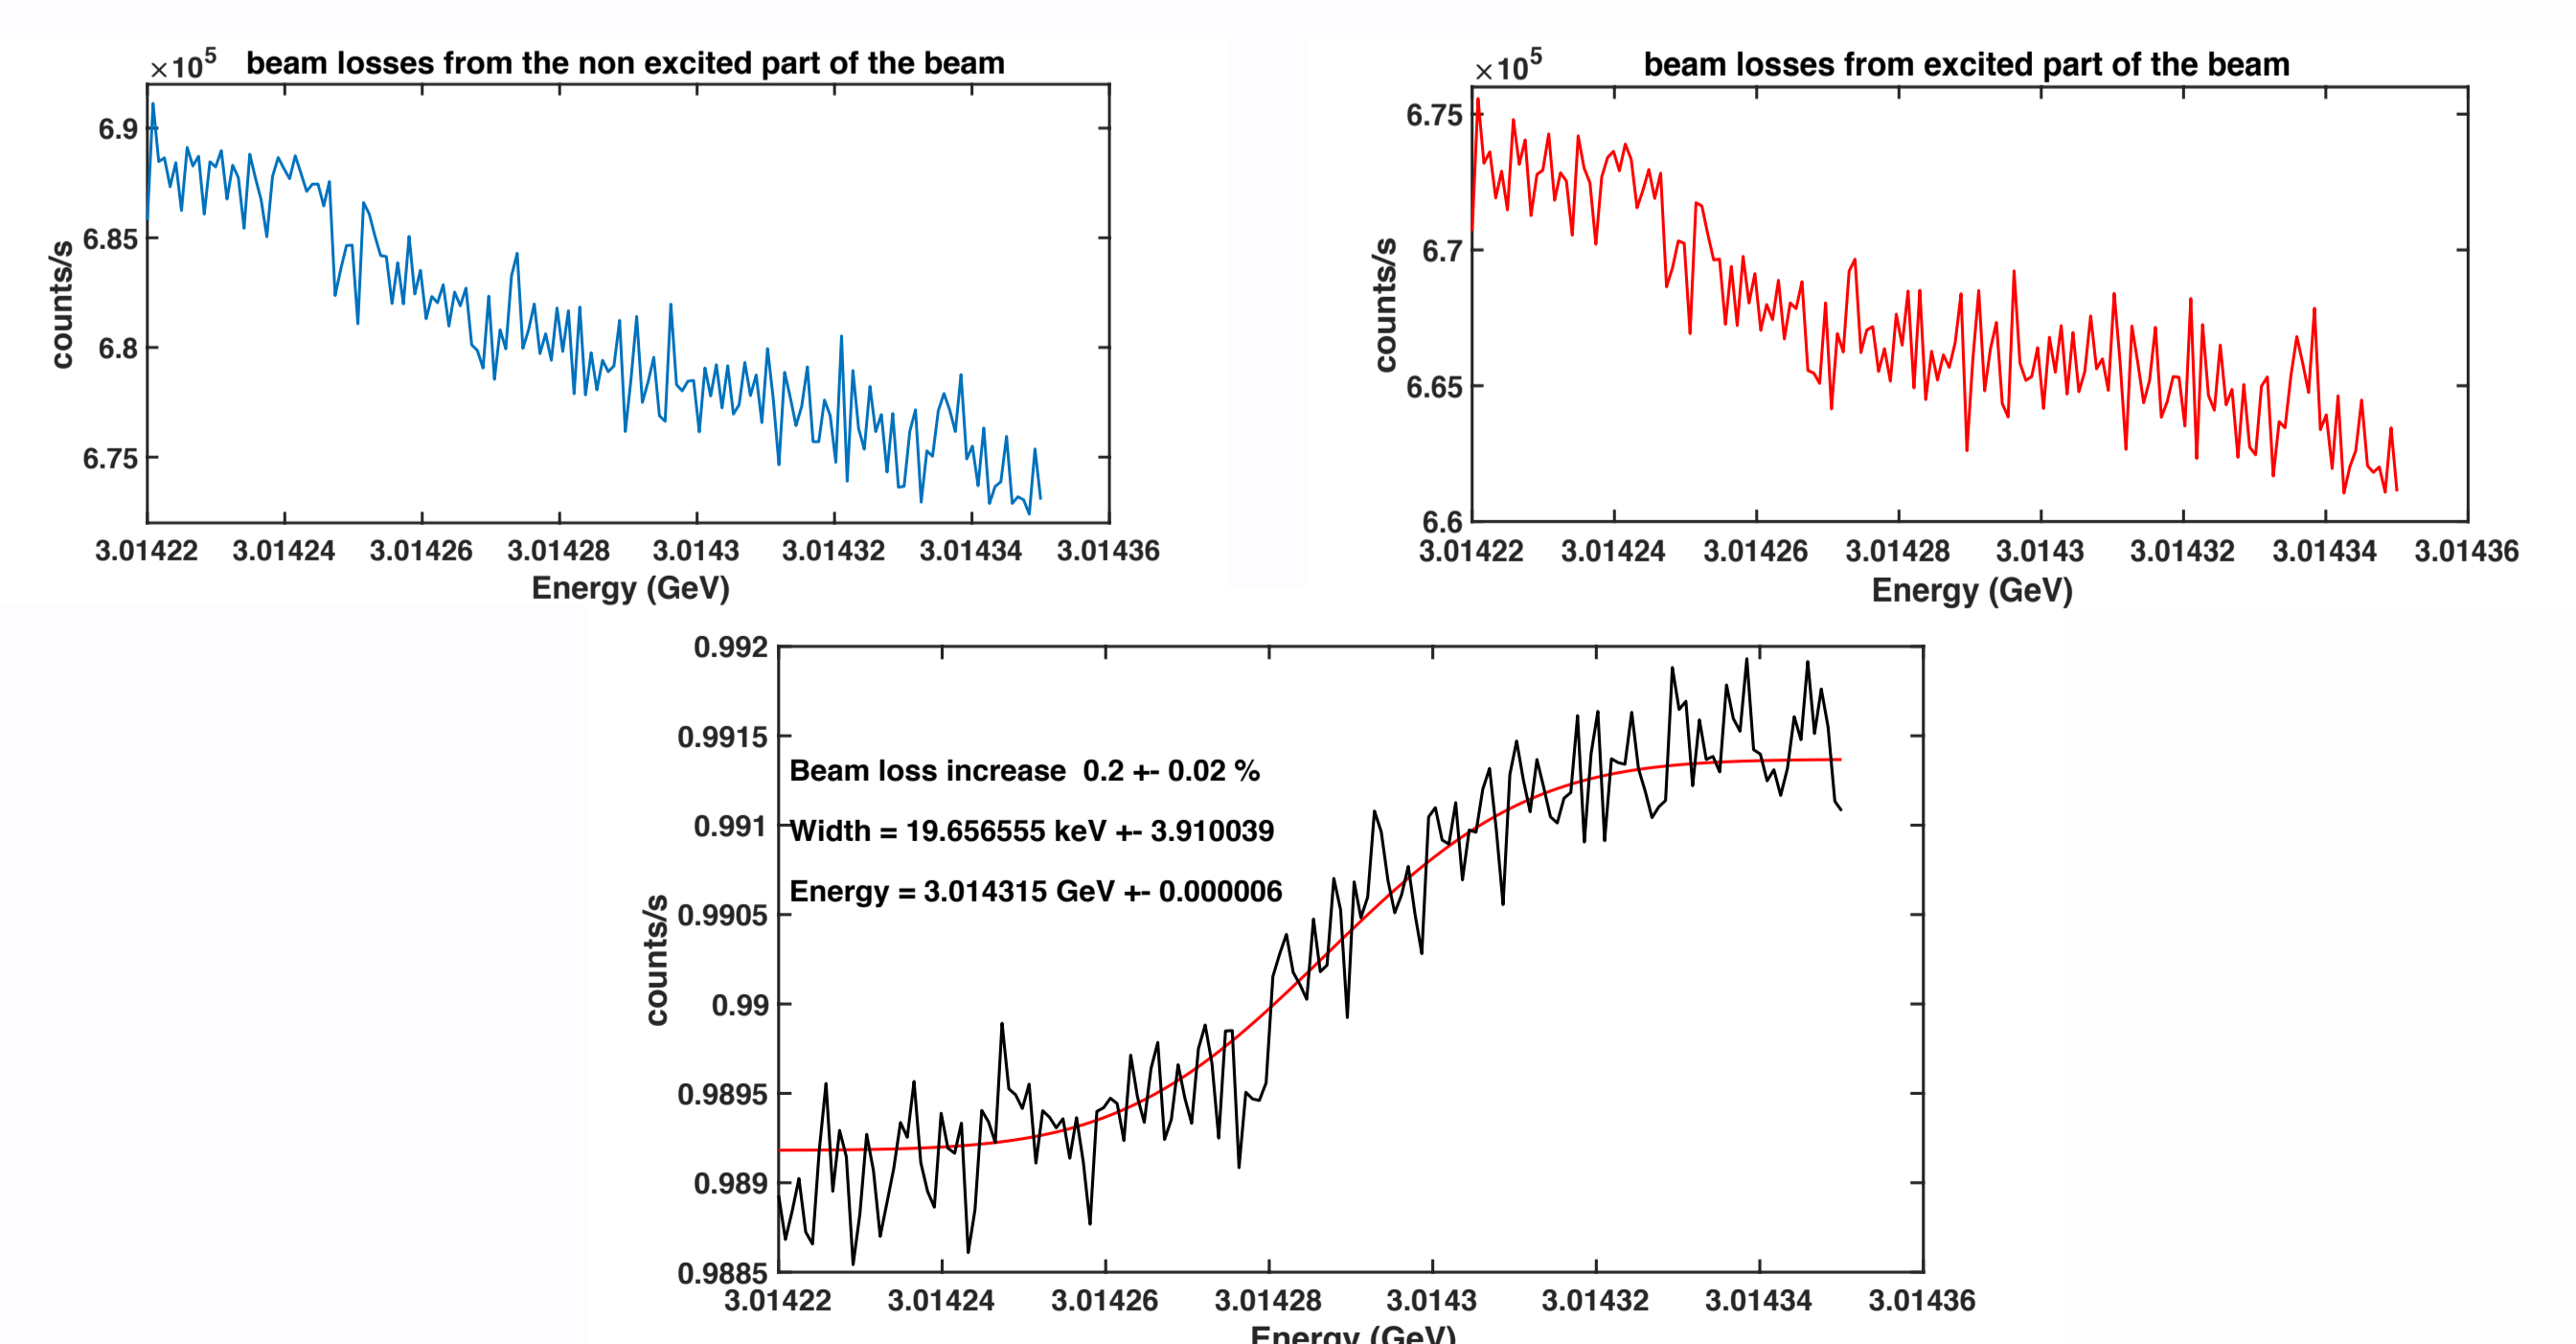 ×10⁵ beam losses from the non excited part of the beam
6.9
6.85
6.8
6.75
counts/s
3.01422 3.01424 3.01426 3.01428 3.0143 3.01432 3.01434 3.01436
Energy (GeV)
×10⁵ beam losses from excited part of the beam
6.75
6.7
6.65
6.6
counts/s
3.01422 3.01424 3.01426 3.01428 3.0143 3.01432 3.01434 3.01436
Energy (GeV)
0.992
0.9915
Beam loss increase 0.2 +- 0.02 %
0.991
Width = 19.656555 keV +- 3.910039
Energy = 3.014315 GeV +- 0.000006
0.9905
counts/s
0.99
0.9895
0.989
0.9885
3.01422 3.01424 3.01426 3.01428 3.0143 3.01432 3.01434 3.01436
Energy (GeV)